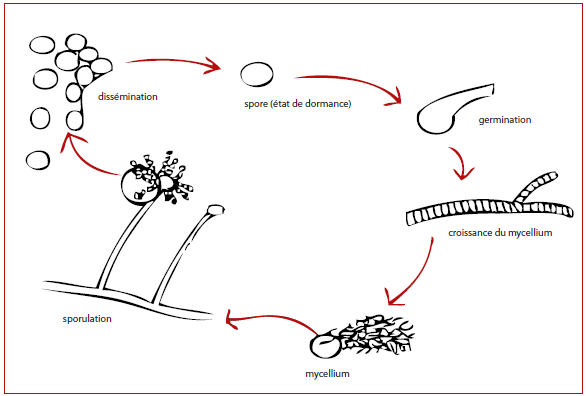 dissémination
spore (état de dormance)
germination
croissance du mycellium
mycellium
sporulation